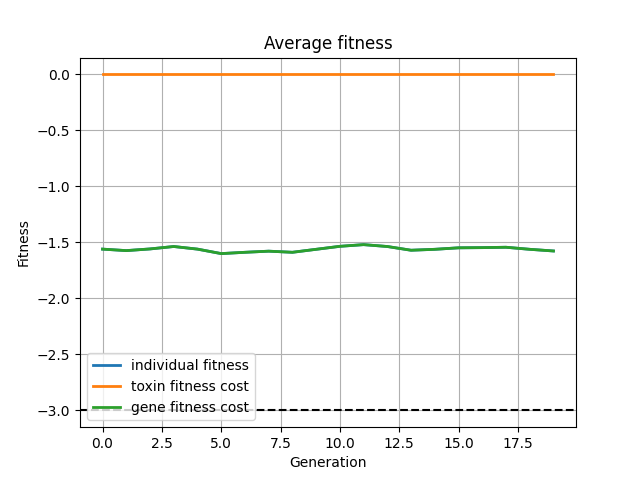 Average fitness
Fitness
0.0
−0.5
−1.0
−1.5
−2.0
−2.5
−3.0
individual fitness
toxin fitness cost
gene fitness cost
0.0 2.5 5.0 7.5 10.0 12.5 15.0 17.5
Generation